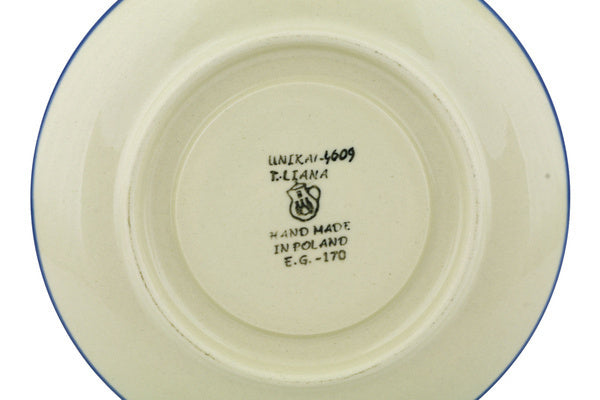 UNIKAT-4609
T.LIANA
HAND MADE
IN POLAND
E.G.-170